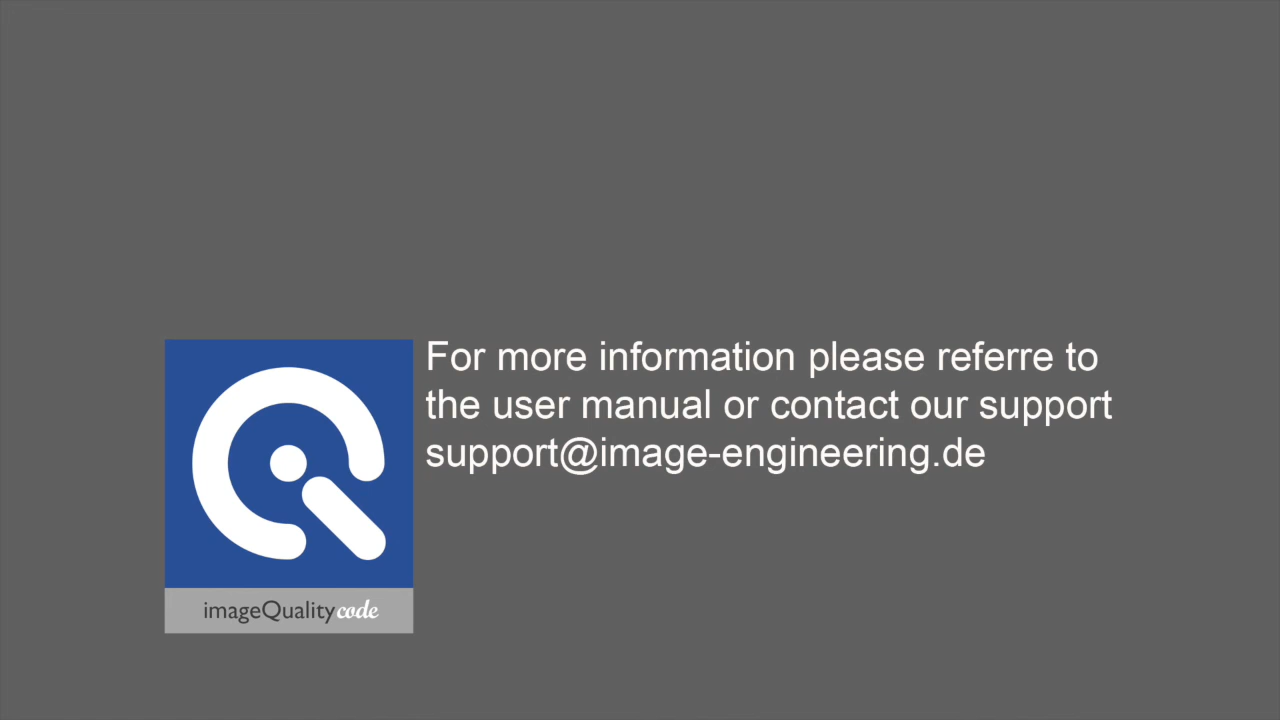 For more information please referre to
the user manual or contact our support
support@image-engineering.de
imageQualitycode